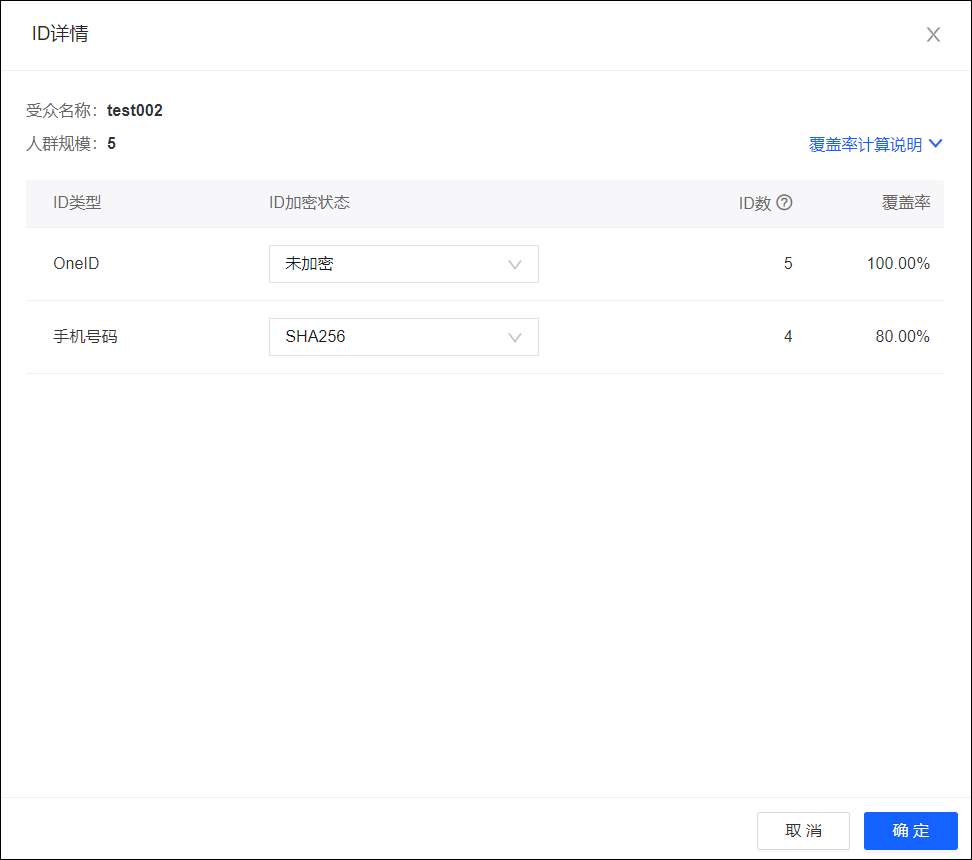 ID详情
受众名称：test002
人群规模：5
覆盖率计算说明
ID类型 ID加密状态 ID数 覆盖率
OneID 未加密 5 100.00%
手机号码 SHA256 4 80.00%
取 消 确 定